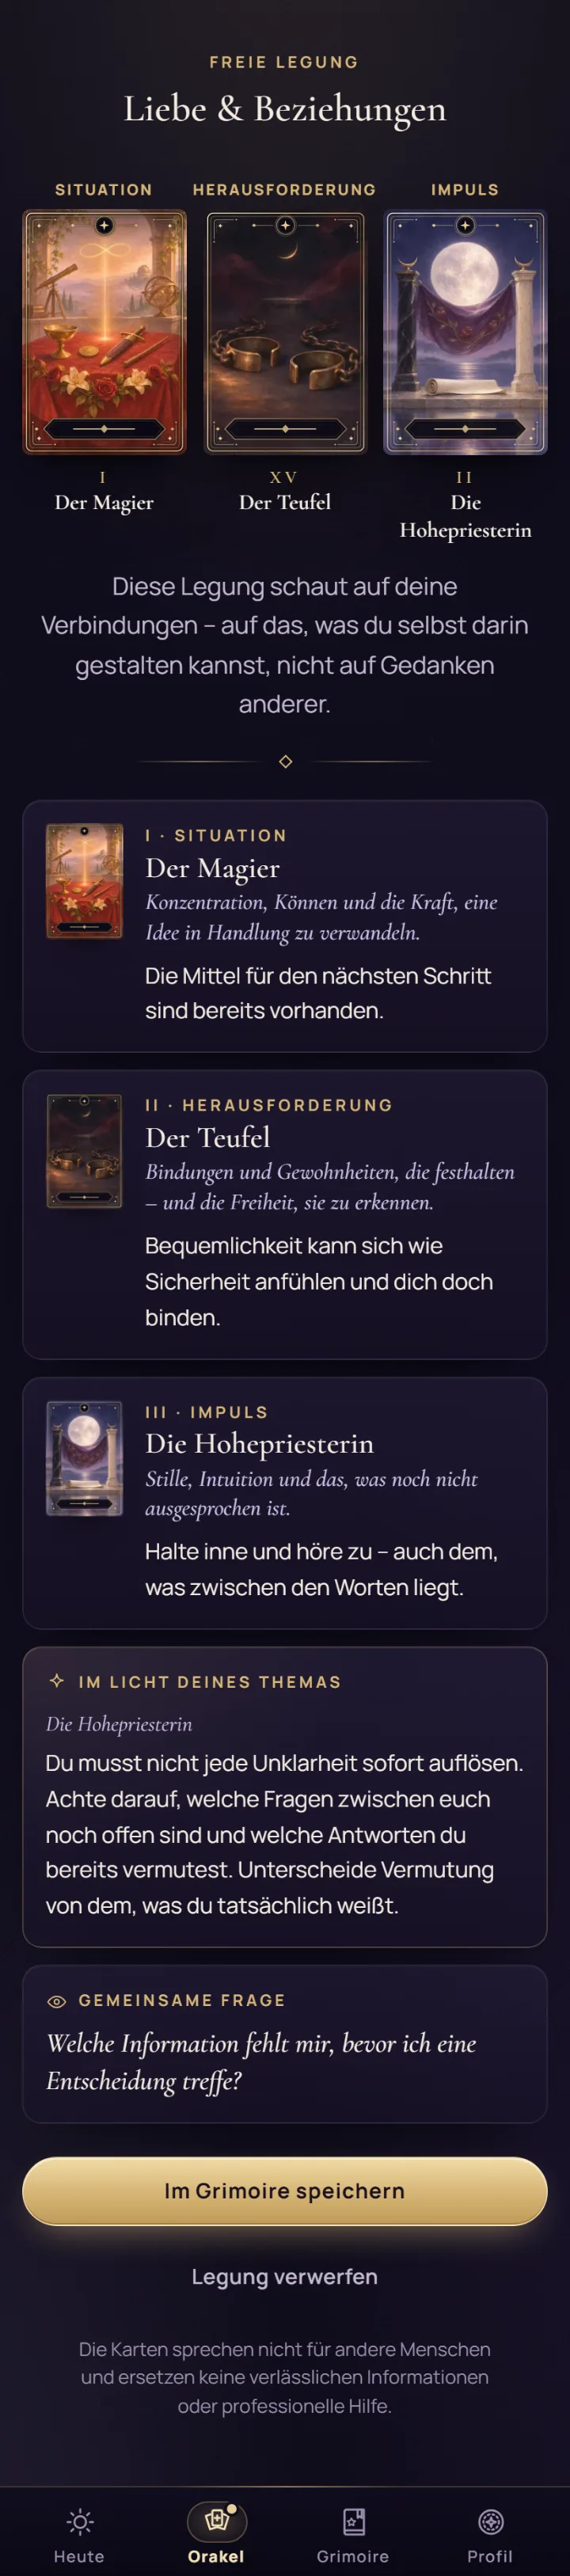 FREIE LEGUNG
Liebe & Beziehungen
SITUATION
HERAUSFORDERUNG
IMPULS
I
Der Magier
XV
Der Teufel
II
Die
Hohepriesterin
Diese Legung schaut auf deine
Verbindungen – auf das, was du selbst darin
gestalten kannst, nicht auf Gedanken
anderer.
I · SITUATION
Der Magier
Konzentration, Können und die Kraft, eine
Idee in Handlung zu verwandeln.
Die Mittel für den nächsten Schritt
sind bereits vorhanden.
II · HERAUSFORDERUNG
Der Teufel
Bindungen und Gewohnheiten, die festhalten
– und die Freiheit, sie zu erkennen.
Bequemlichkeit kann sich wie
Sicherheit anfühlen und dich doch
binden.
III · IMPULS
Die Hohepriesterin
Stille, Intuition und das, was noch nicht
ausgesprochen ist.
Halte inne und höre zu – auch dem,
was zwischen den Worten liegt.
IM LICHT DEINES THEMAS
Die Hohepriesterin
Du musst nicht jede Unklarheit sofort auflösen.
Achte darauf, welche Fragen zwischen euch
noch offen sind und welche Antworten du
bereits vermutest. Unterscheide Vermutung
von dem, was du tatsächlich weißt.
GEMEINSAME FRAGE
Welche Information fehlt mir, bevor ich eine
Entscheidung treffe?
Im Grimoire speichern
Legung verwerfen
Die Karten sprechen nicht für andere Menschen
und ersetzen keine verlässlichen Informationen
oder professionelle Hilfe.
Heute
Orakel
Grimoire
Profil